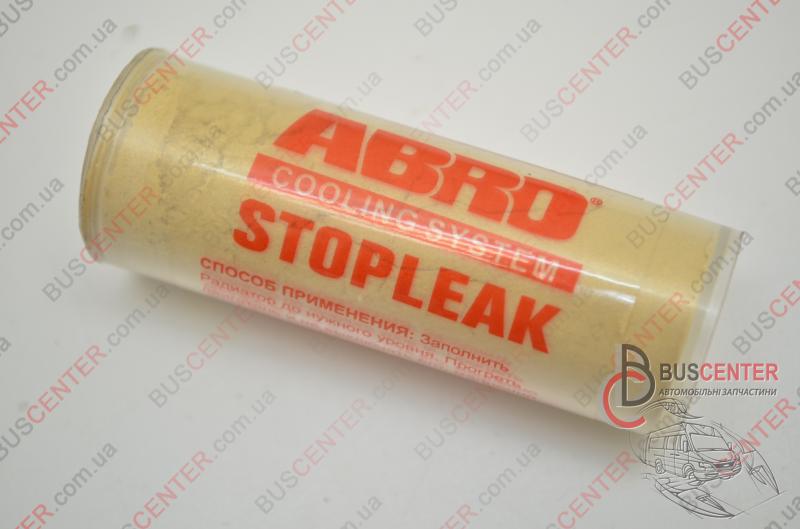 ABRO®
COOLING SYSTEM
STOPLEAK
СПОСОБ ПРИМЕНЕНИЯ: Заполнить
Радиатор до нужного уровня. Прогреть
BUSCENTER
АВТОМОБІЛЬНІ ЗАПЧАСТИНИ
BUSCENTER.com.ua